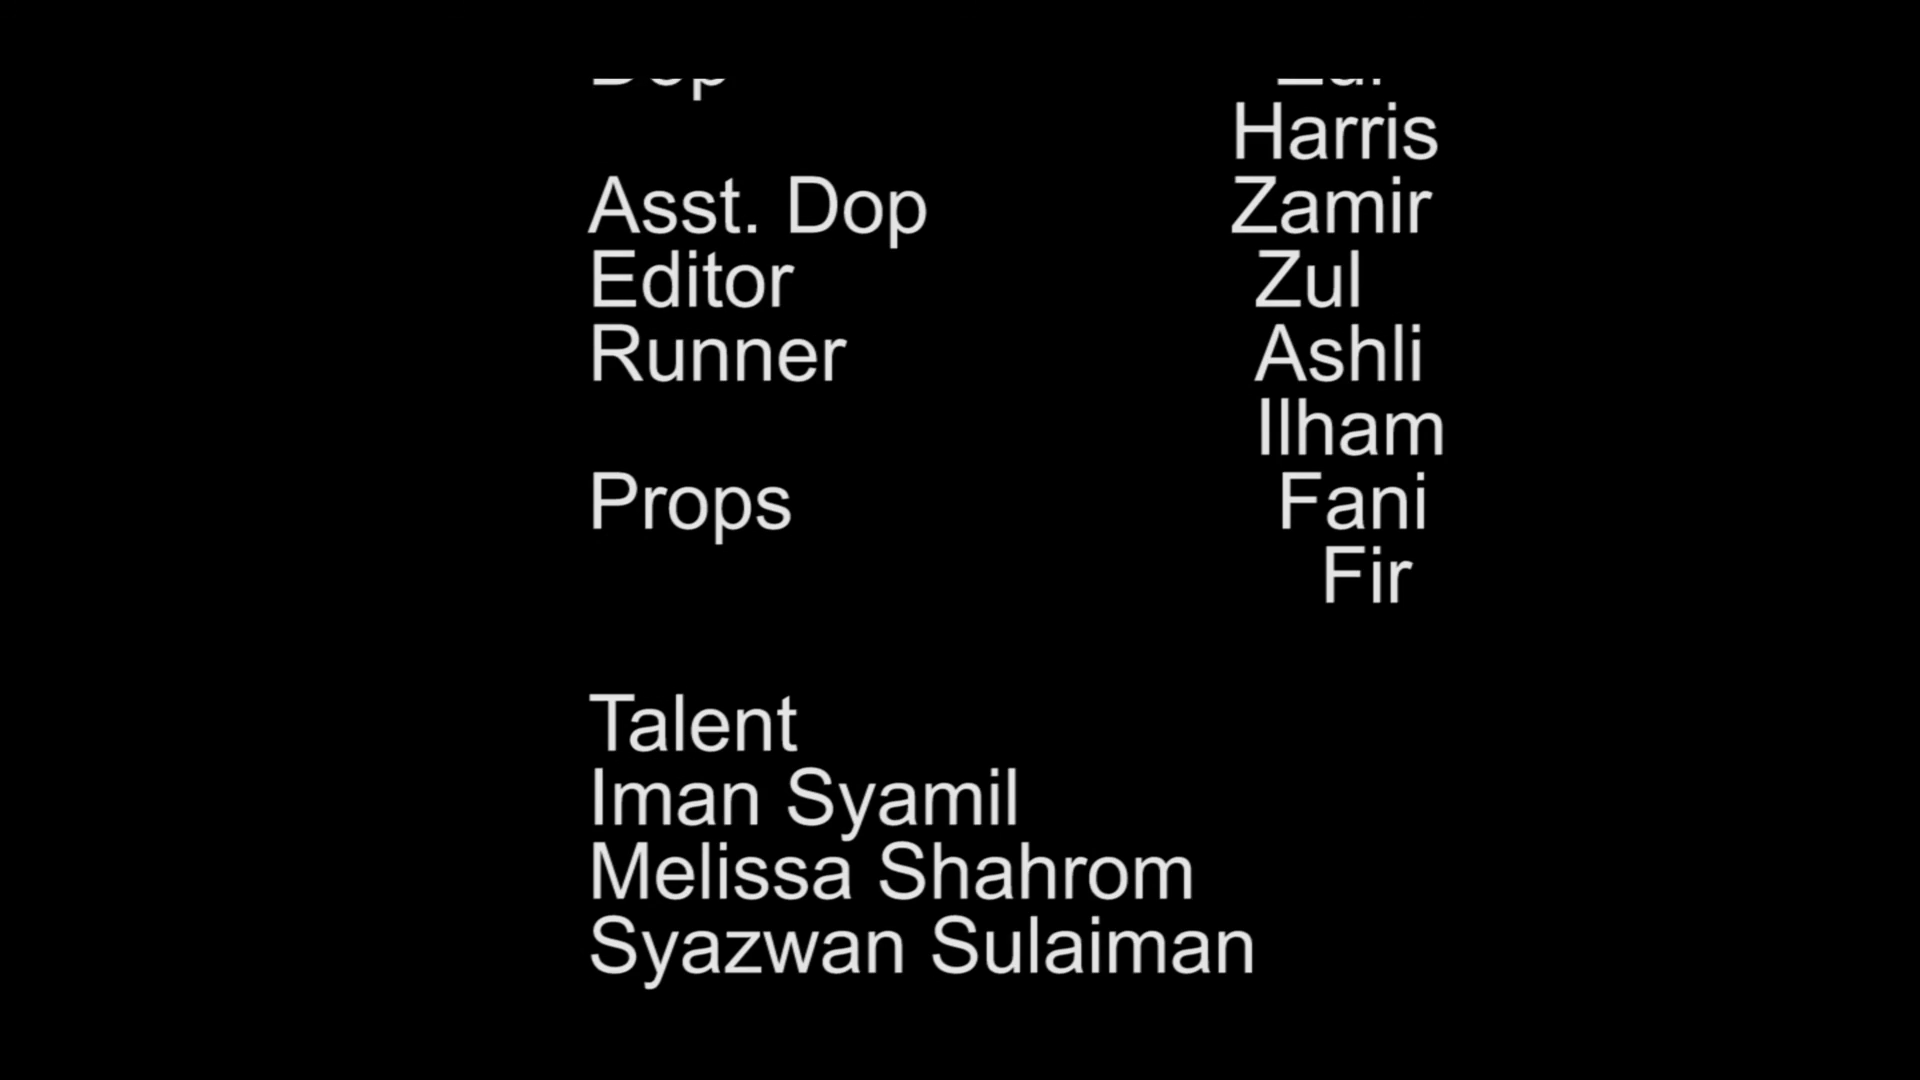 Harris
Asst. Dop Zamir
Editor Zul
Runner Ashli
Ilham
Props Fani
Fir
Talent
Iman Syamil
Melissa Shahrom
Syazwan Sulaiman